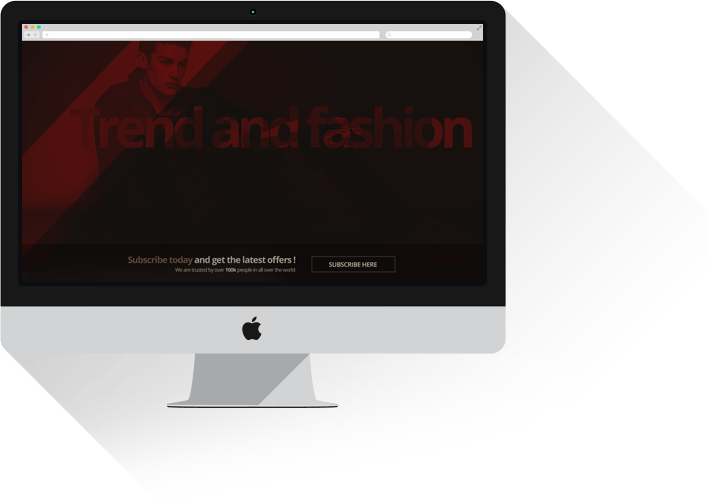 Trend and fashion
Subscribe today and get the latest offers !
We are trusted by over 100k people in all over the world
SUBSCRIBE HERE